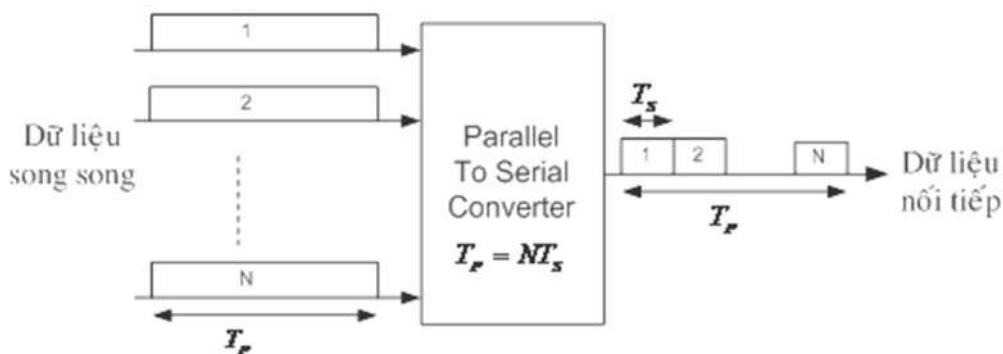 1
2
Dữ liệu
song song
N
T_P
Parallel
To Serial
Converter
T_P = NT_S
T_S
1 2 N
T_P
Dữ liệu
nối tiếp